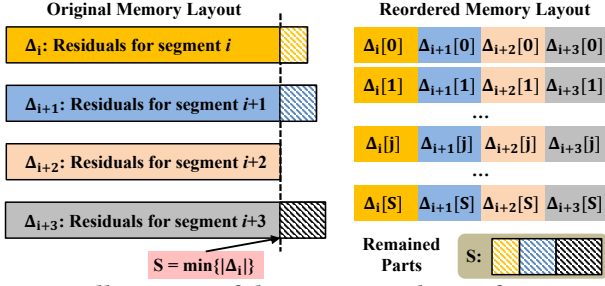 Original Memory Layout
Δi: Residuals for segment i
Δi+1: Residuals for segment i+1
Δi+2: Residuals for segment i+2
Δi+3: Residuals for segment i+3
S = min{|Δi|}
Reordered Memory Layout
Δi[0] Δi+1[0] Δi+2[0] Δi+3[0]
Δi[1] Δi+1[1] Δi+2[1] Δi+3[1]
...
Δi[j] Δi+1[j] Δi+2[j] Δi+3[j]
...
Δi[S] Δi+1[S] Δi+2[S] Δi+3[S]
Remained
Parts
S: